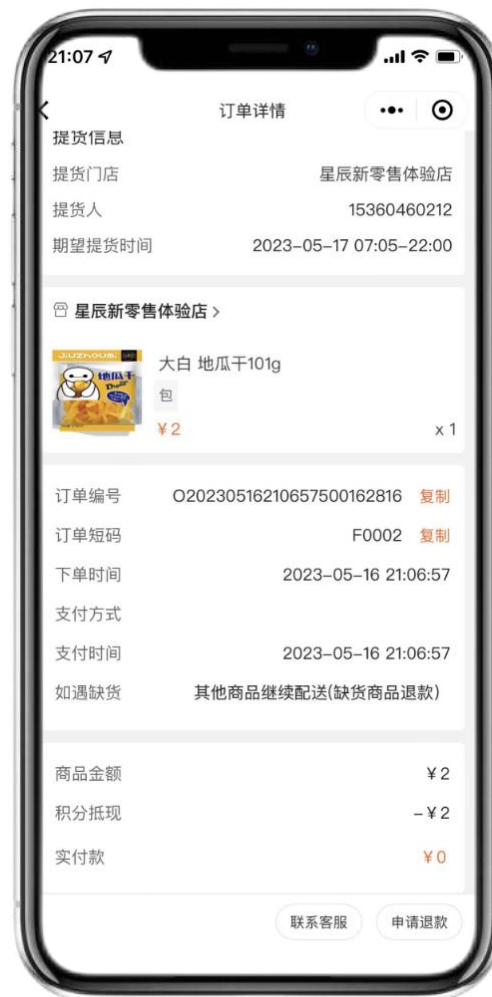 21:07
订单详情
提货信息
提货门店 星辰新零售体验店
提货人 15360460212
期望提货时间 2023-05-17 07:05-22:00
星辰新零售体验店 >
地瓜干
大白 地瓜干101g
包
¥2 x 1
订单编号 O20230516210657500162816 复制
订单短码 F0002 复制
下单时间 2023-05-16 21:06:57
支付方式
支付时间 2023-05-16 21:06:57
如遇缺货 其他商品继续配送(缺货商品退款)
商品金额 ¥2
积分抵现 -¥2
实付款 ¥0
联系客服 申请退款